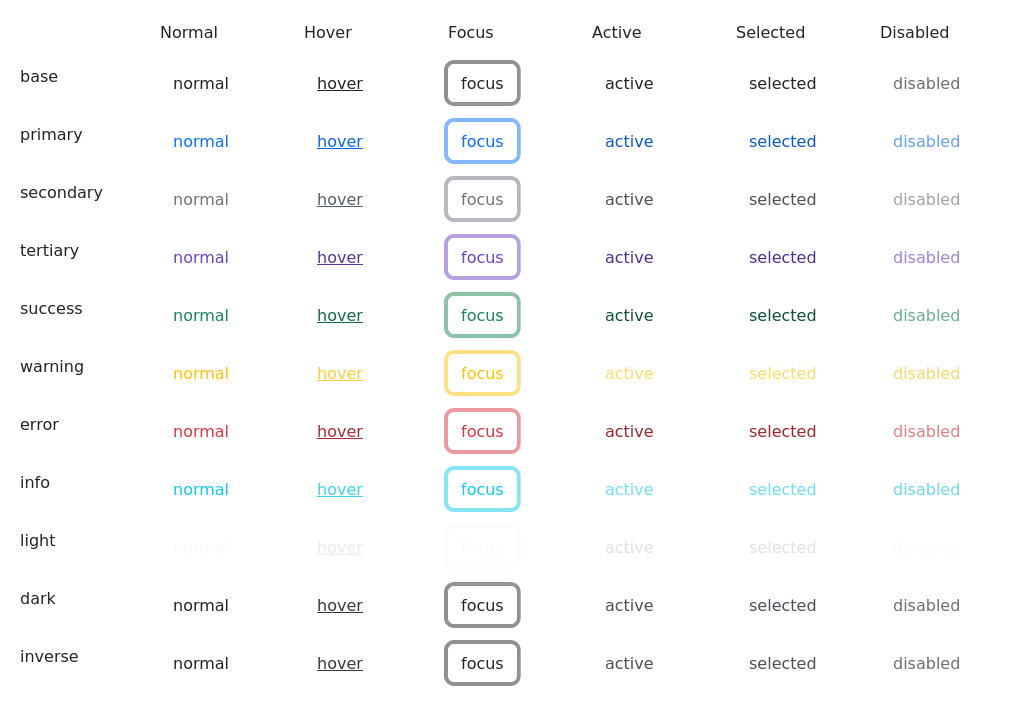 Normal Hover Focus Active Selected Disabled
base normal hover focus active selected disabled
primary normal hover focus active selected disabled
secondary normal hover focus active selected disabled
tertiary normal hover focus active selected disabled
success normal hover focus active selected disabled
warning normal hover focus active selected disabled
error normal hover focus active selected disabled
info normal hover focus active selected disabled
light normal hover focus active selected disabled
dark normal hover focus active selected disabled
inverse normal hover focus active selected disabled